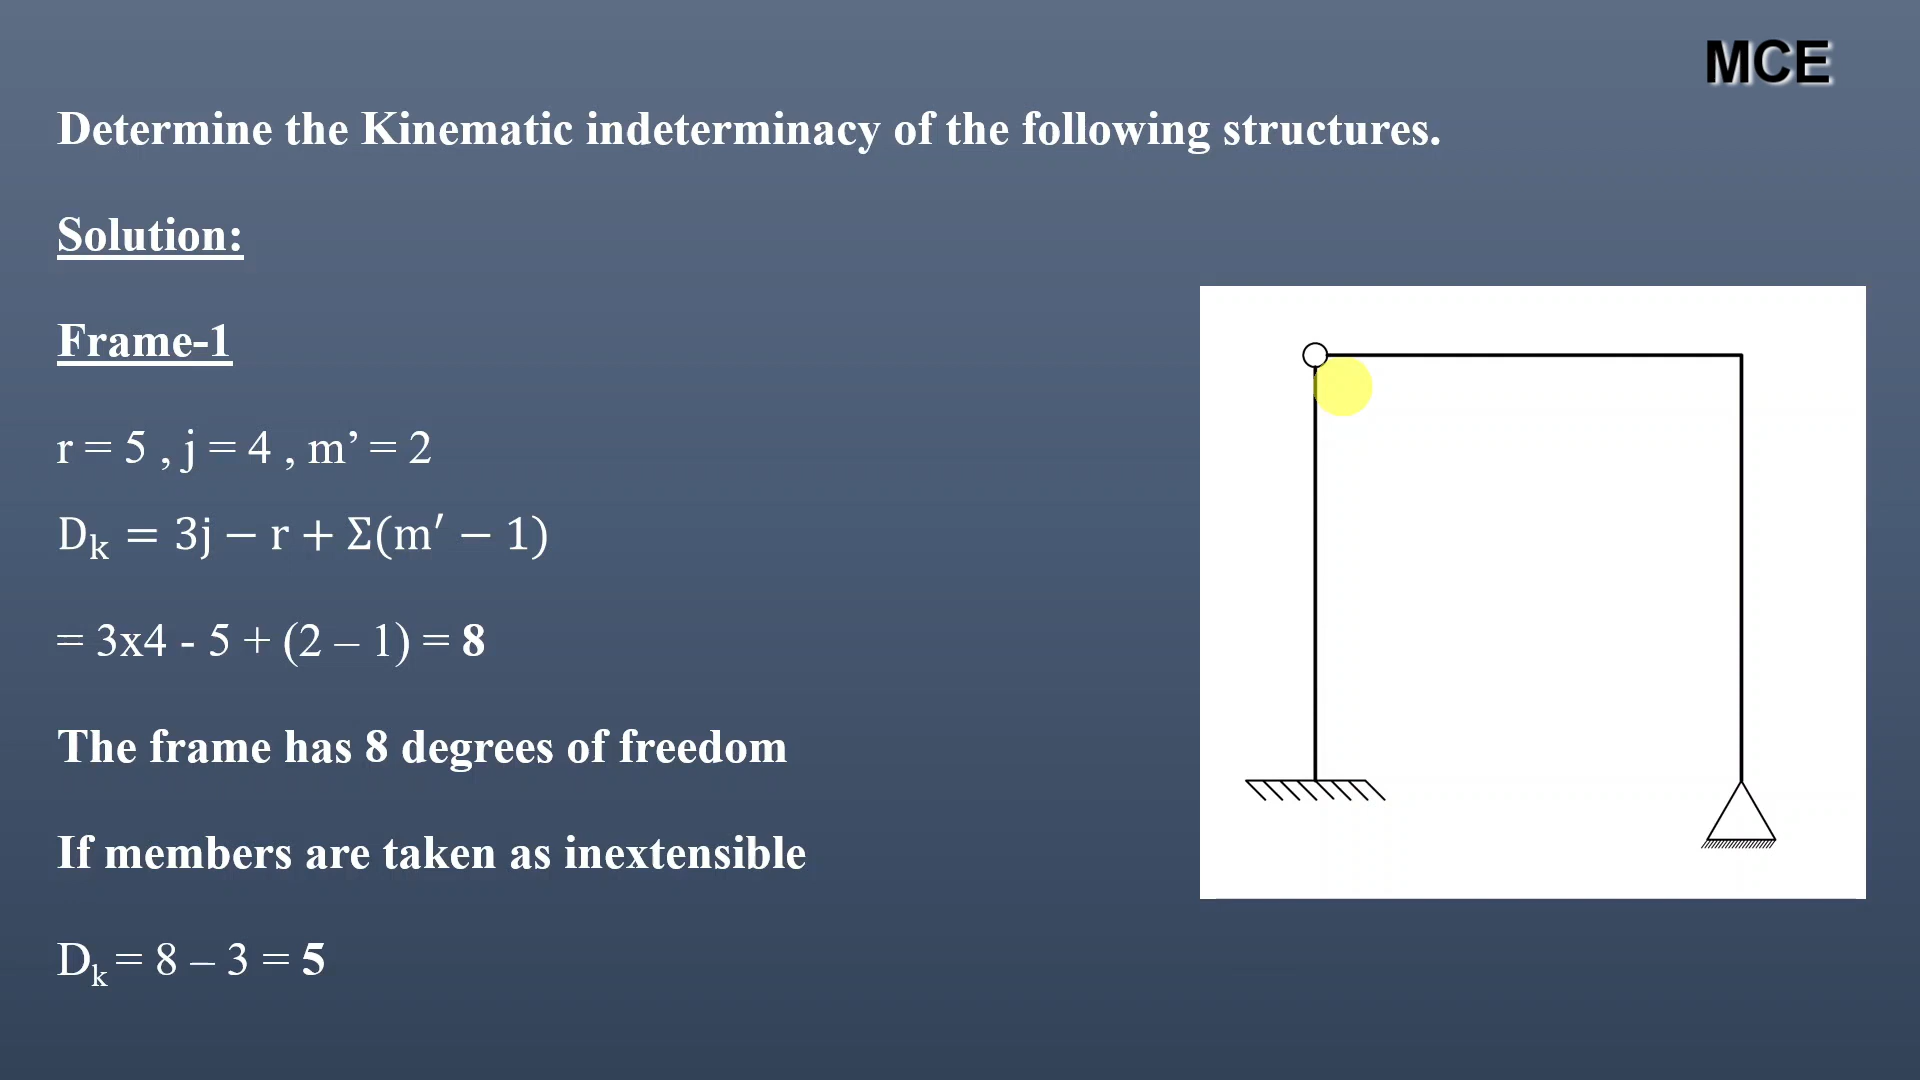 MCE
Determine the Kinematic indeterminacy of the following structures.
Solution:
Frame-1
r = 5 , j = 4 , m’ = 2
Dₖ = 3j − r + Σ(m′ − 1)
= 3x4 - 5 + (2 – 1) = 8
The frame has 8 degrees of freedom
If members are taken as inextensible
Dₖ = 8 – 3 = 5